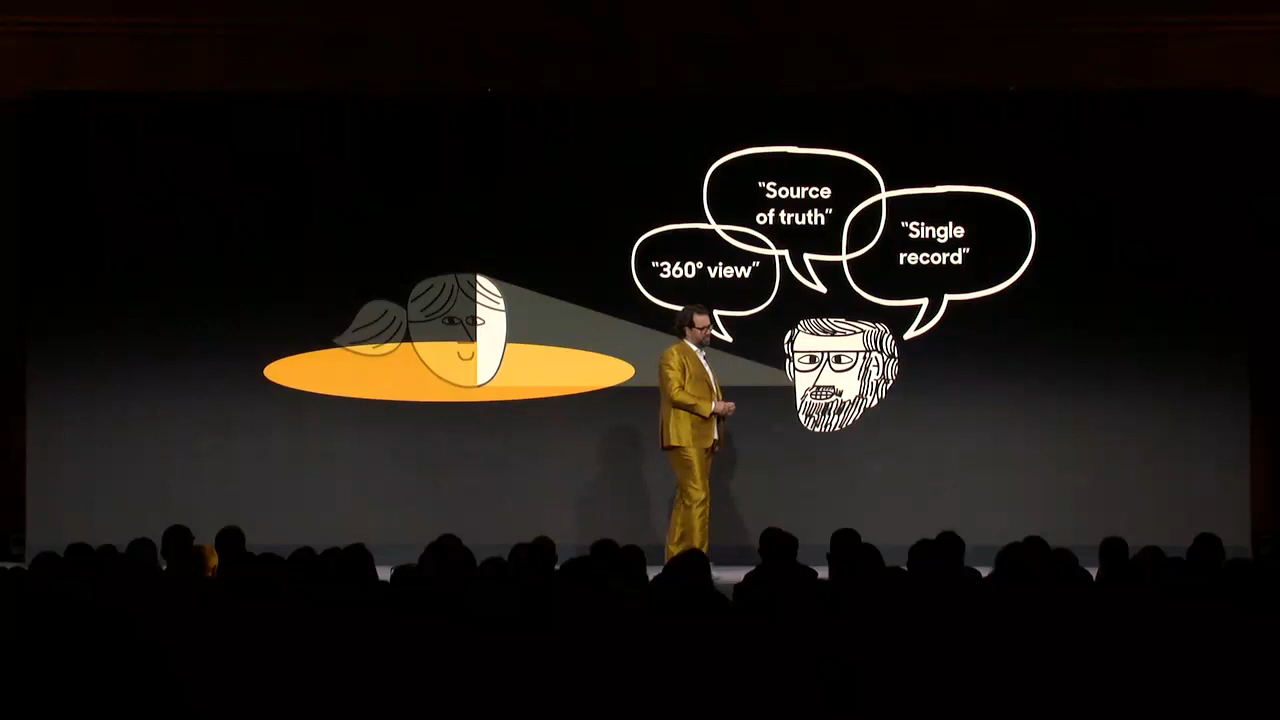 “Source
of truth”
“Single
record”
“360° view”